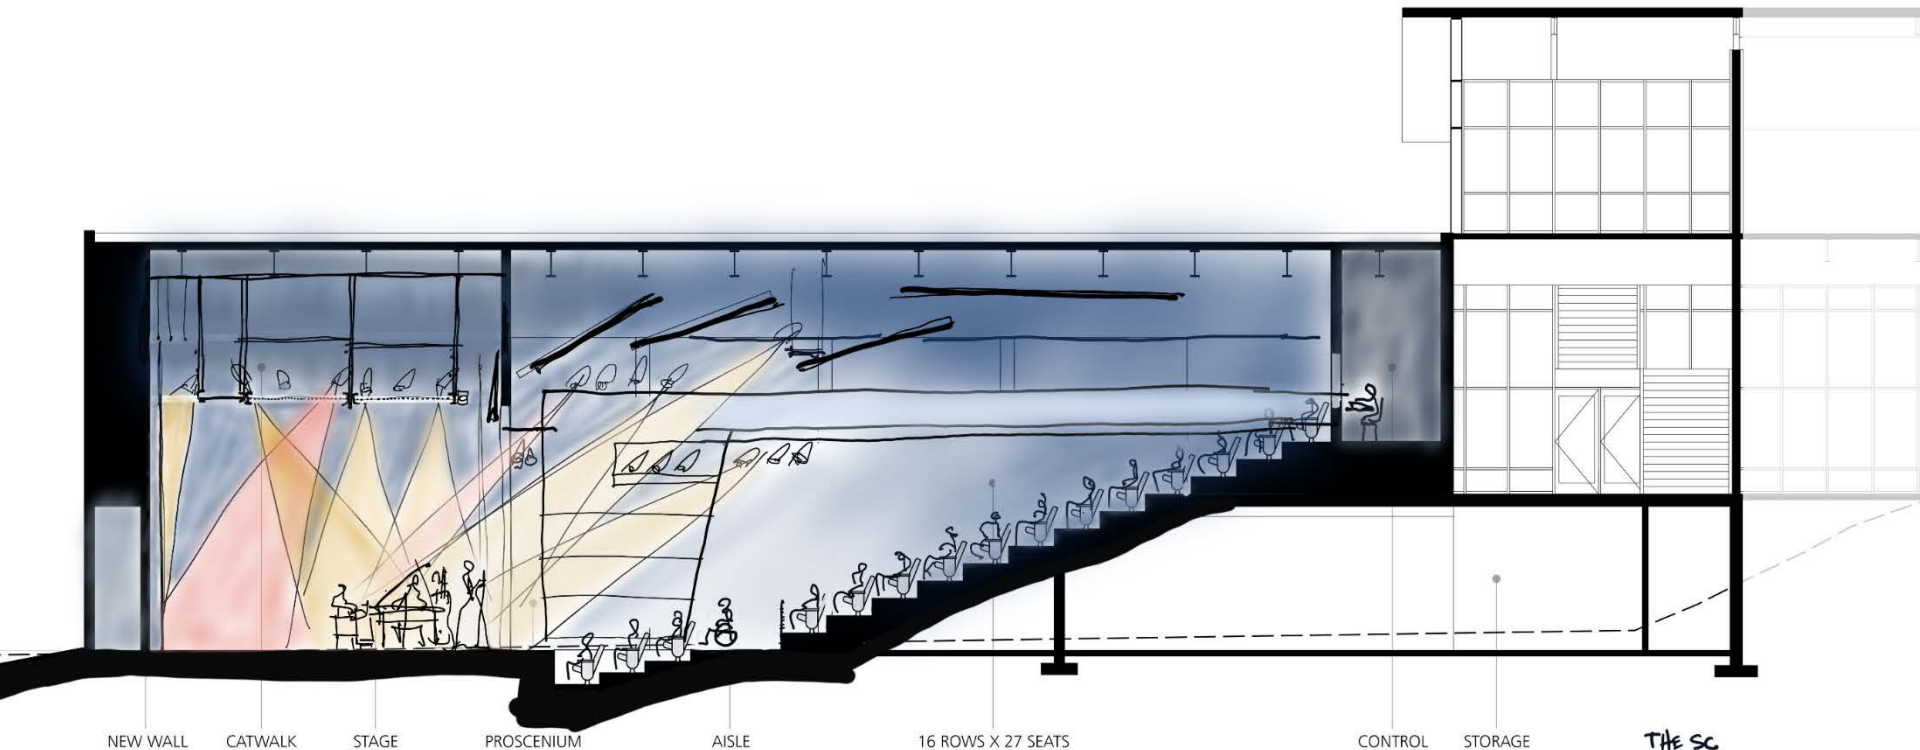 NEW WALL
CATWALK
STAGE
PROSCENIUM
AISLE
16 ROWS X 27 SEATS
CONTROL
STORAGE
THE SC